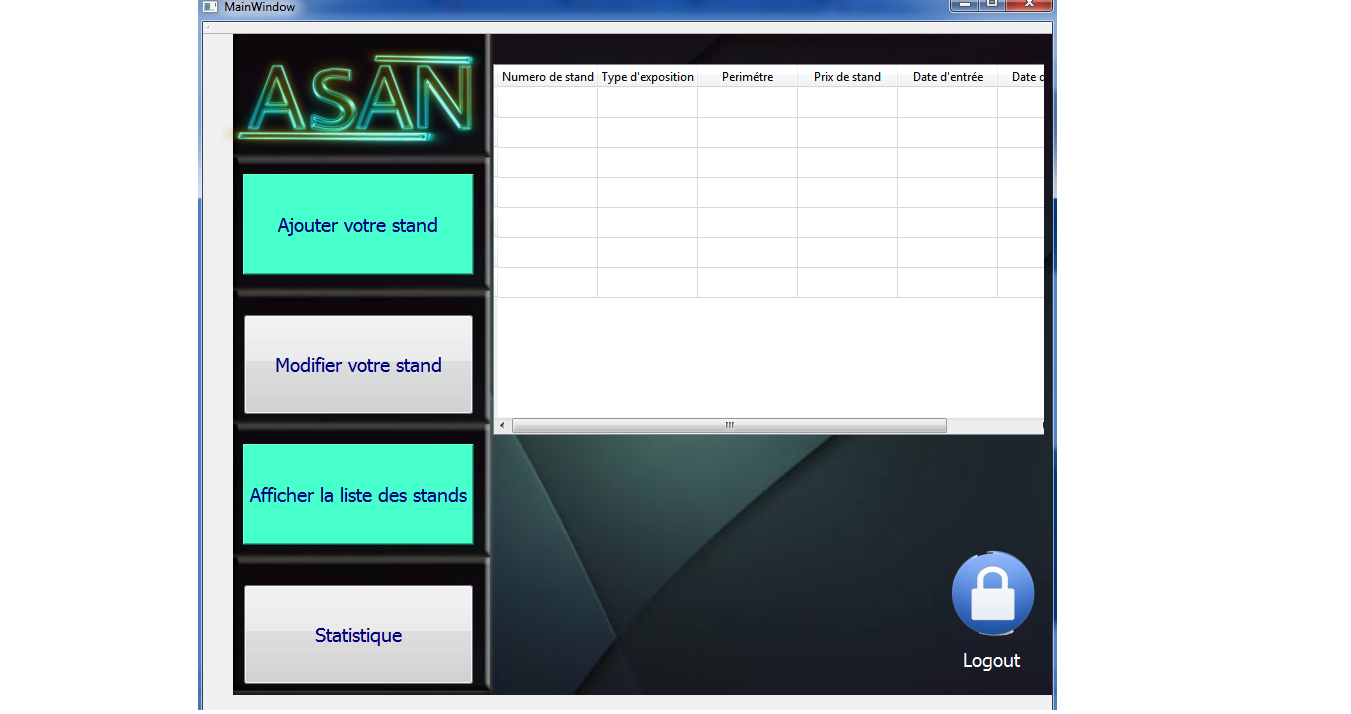 MainWindow
ASAN
Numero de stand Type d'exposition Perimétre Prix de stand Date d'entrée Date
Ajouter votre stand
Modifier votre stand
Afficher la liste des stands
Statistique
Logout